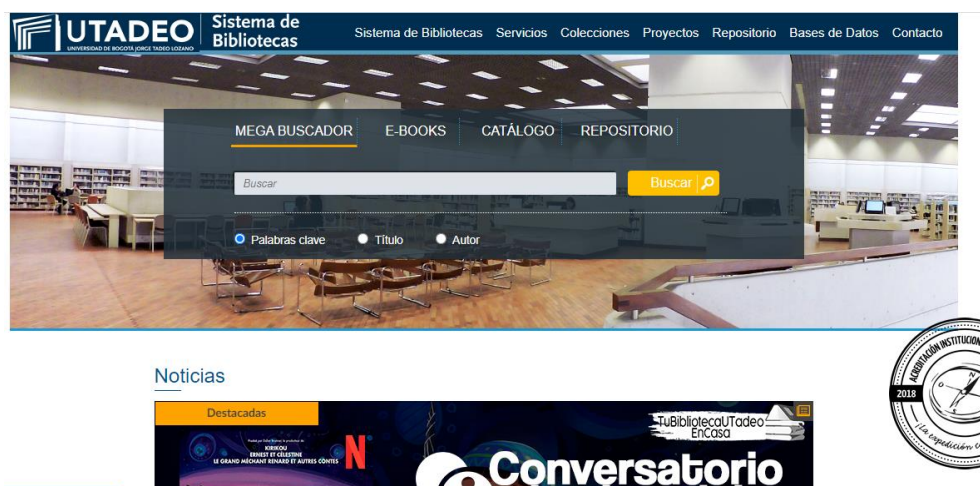 UTADEO
UNIVERSIDAD DE BOGOTÁ JORGE TADEO LOZANO
Sistema de
Bibliotecas
Sistema de Bibliotecas Servicios Colecciones Proyectos Repositorio Bases de Datos Contacto
MEGA BUSCADOR E-BOOKS CATÁLOGO REPOSITORIO
Buscar Buscar
Palabras clave Título Autor
ACREDITACIÓN INSTITUCION
2018
N
O
¡La expedición
Noticias
Destacadas
TuBibliotecaUTadeo
EnCasa
KIRIKOU
ERNEST ET CÉLESTINE
LE GRAND MÉCHANT RENARD ET AUTRES CONTES
N
Conversatorio